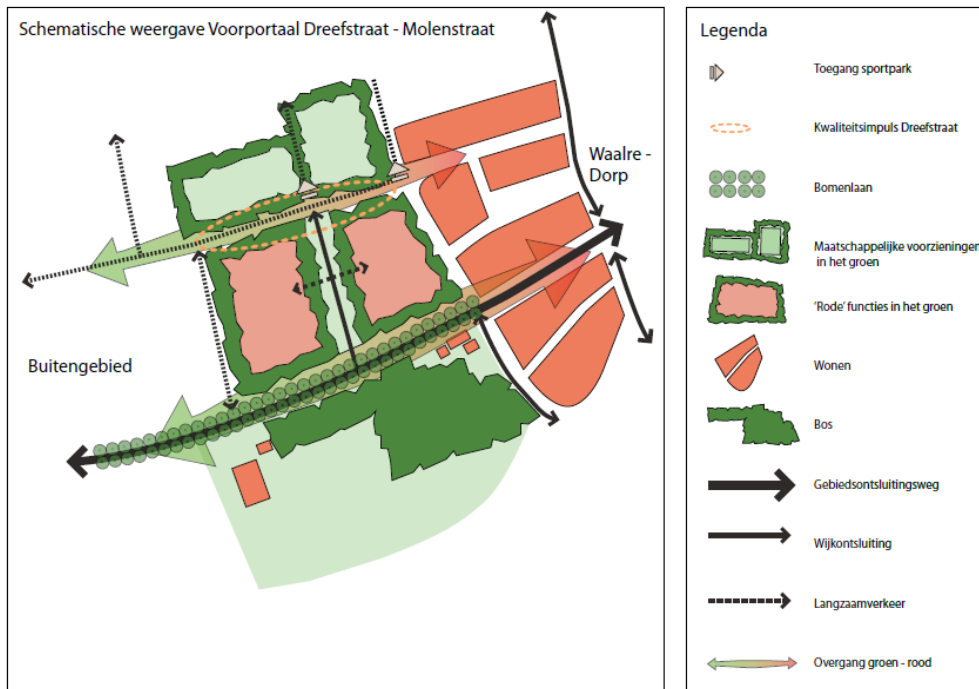 Schematische weergave Voorportaal Dreefstraat - Molenstraat
Waalre -
Dorp
Buitengebied
Legenda
Toegang sportpark
Kwaliteitsimpuls Dreefstraat
Bomenlaan
Maatschappelijke voorzieningen
in het groen
'Rode' functies in het groen
Wonen
Bos
Gebiedsontsluitingsweg
Wijkontsluiting
Langzaamverkeer
Overgang groen - rood